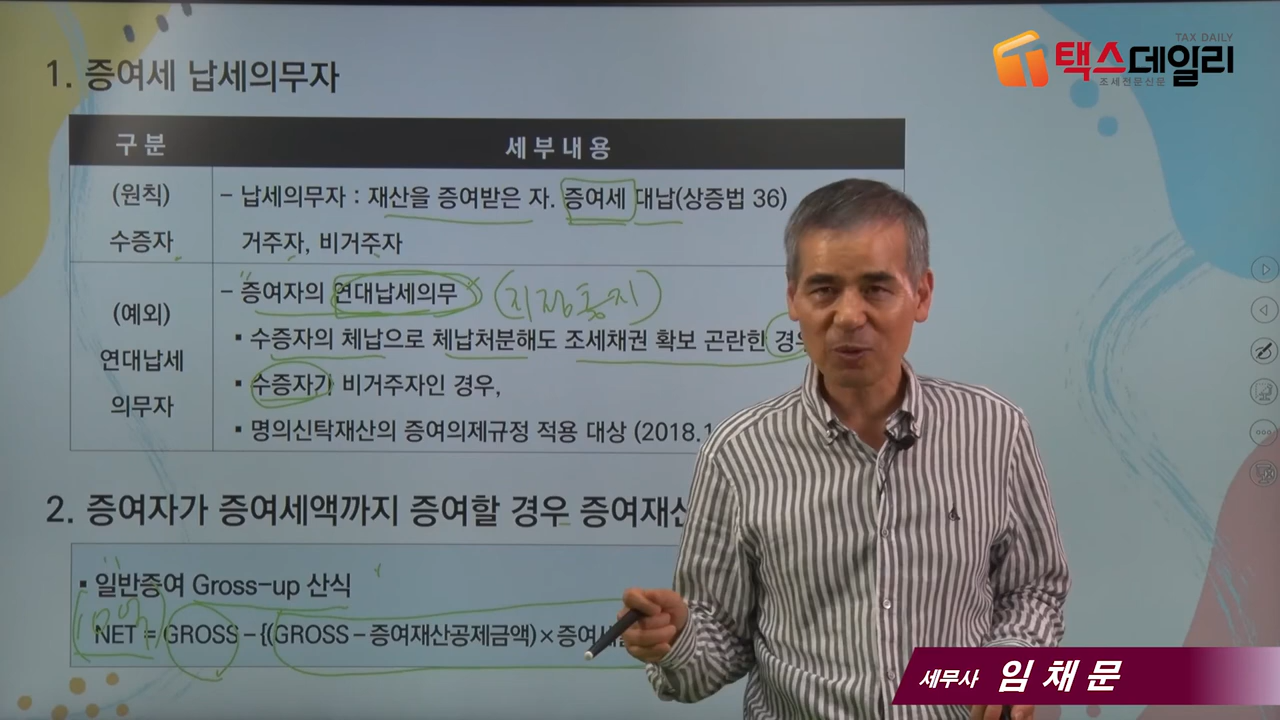 TAX DAILY
택스데일리
조세전문신문
1. 증여세 납세의무자
구 분
세 부 내 용
(원칙)
수증자
- 납세의무자 : 재산을 증여받은 자. 증여세 대납(상증법 36)
거주자, 비거주자
(예외)
연대납세
의무자
- 증여자의 연대납세의무 (지정통지)
▪ 수증자의 체납으로 체납처분해도 조세채권 확보 곤란한 경우
▪ 수증자가 비거주자인 경우,
▪ 명의신탁재산의 증여의제규정 적용 대상 (2018.1
2. 증여자가 증여세액까지 증여할 경우 증여재산
▪ 일반증여 Gross-up 산식
NET = GROSS - {(GROSS - 증여재산공제금액) × 증여세
세무사 임 채 문